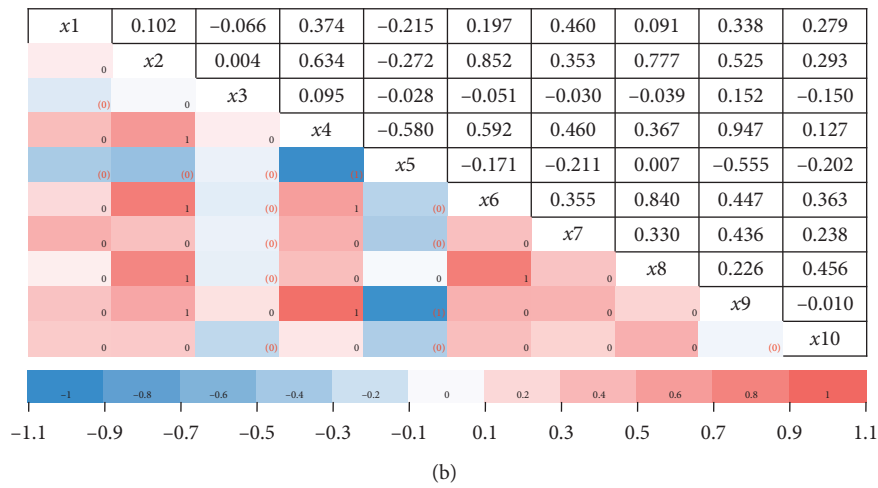 x1 0.102 −0.066 0.374 −0.215 0.197 0.460 0.091 0.338 0.279
0 x2 0.004 0.634 −0.272 0.852 0.353 0.777 0.525 0.293
(0) 0 x3 0.095 −0.028 −0.051 −0.030 −0.039 0.152 −0.150
0 1 0 x4 −0.580 0.592 0.460 0.367 0.947 0.127
(0) (0) (0) (1) x5 −0.171 −0.211 0.007 −0.555 −0.202
0 1 (0) 1 (0) x6 0.355 0.840 0.447 0.363
0 0 (0) 0 (0) 0 x7 0.330 0.436 0.238
0 1 (0) 0 0 1 0 x8 0.226 0.456
0 1 0 1 (1) 0 0 0 x9 −0.010
0 0 (0) 0 (0) 0 0 0 (0) x10
−1 −0.8 −0.6 −0.4 −0.2 0 0.2 0.4 0.6 0.8 1
−1.1 −0.9 −0.7 −0.5 −0.3 −0.1 0.1 0.3 0.5 0.7 0.9 1.1
(b)